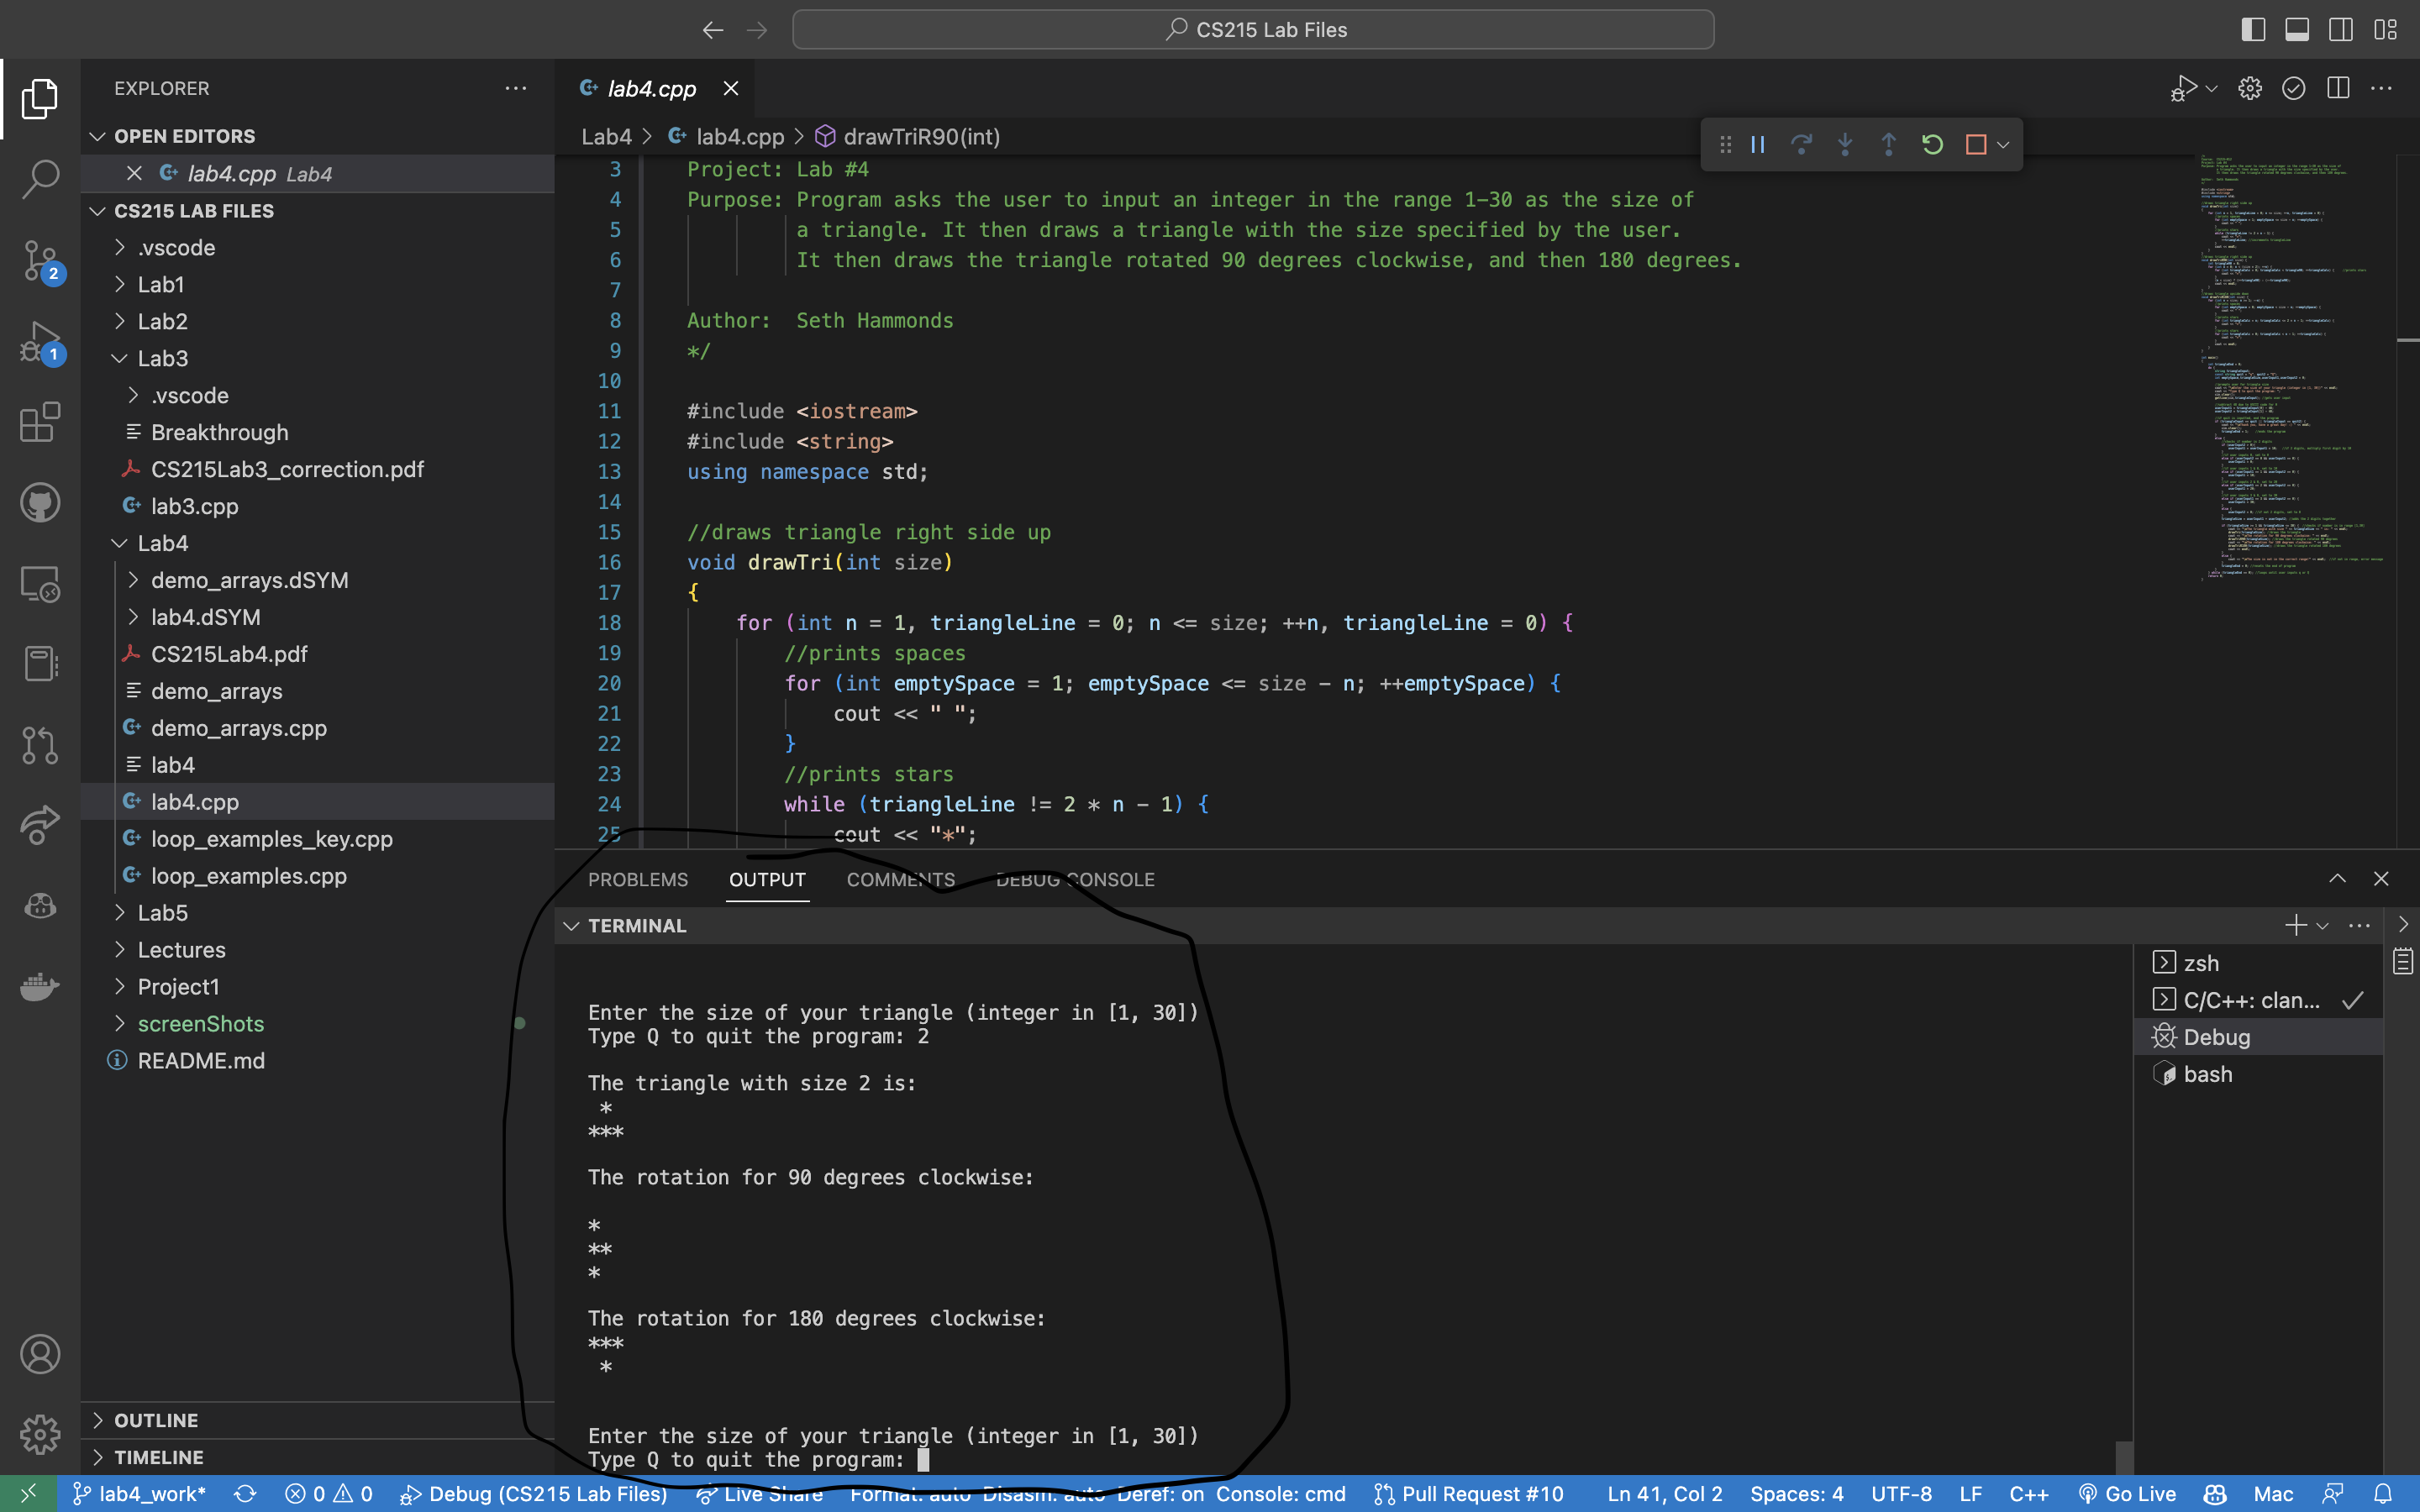 CS215 Lab Files
EXPLORER
OPEN EDITORS
lab4.cpp Lab4
CS215 LAB FILES
.vscode
Lab1
Lab2
Lab3
.vscode
Breakthrough
CS215Lab3_correction.pdf
lab3.cpp
Lab4
demo_arrays.dSYM
lab4.dSYM
CS215Lab4.pdf
demo_arrays
demo_arrays.cpp
lab4
lab4.cpp
loop_examples_key.cpp
loop_examples.cpp
Lab5
Lectures
Project1
screenShots
README.md
OUTLINE
TIMELINE
2
1
lab4.cpp
Lab4 > lab4.cpp > drawTriR90(int)
3 Project: Lab #4
4 Purpose: Program asks the user to input an integer in the range 1-30 as the size of
5 a triangle. It then draws a triangle with the size specified by the user.
6 It then draws the triangle rotated 90 degrees clockwise, and then 180 degrees.
7
8 Author: Seth Hammonds
9 */
10
11 #include <iostream>
12 #include <string>
13 using namespace std;
14
15 //draws triangle right side up
16 void drawTri(int size)
17 {
18 for (int n = 1, triangleLine = 0; n <= size; ++n, triangleLine = 0) {
19 //prints spaces
20 for (int emptySpace = 1; emptySpace <= size - n; ++emptySpace) {
21 cout << " ";
22 }
23 //prints stars
24 while (triangleLine != 2 * n - 1) {
25 cout << "*";
PROBLEMS OUTPUT COMMENTS DEBUG CONSOLE
TERMINAL
Enter the size of your triangle (integer in [1, 30])
Type Q to quit the program: 2
The triangle with size 2 is:
*
***
The rotation for 90 degrees clockwise:
*
**
*
The rotation for 180 degrees clockwise:
***
*
Enter the size of your triangle (integer in [1, 30])
Type Q to quit the program:
zsh
C/C++: clan...
Debug
bash
lab4_work* 0 0 Debug (CS215 Lab Files) Live Share Format: auto Disasm: auto Deref: on Console: cmd Pull Request #10 Ln 41, Col 2 Spaces: 4 UTF-8 LF C++ Go Live Mac